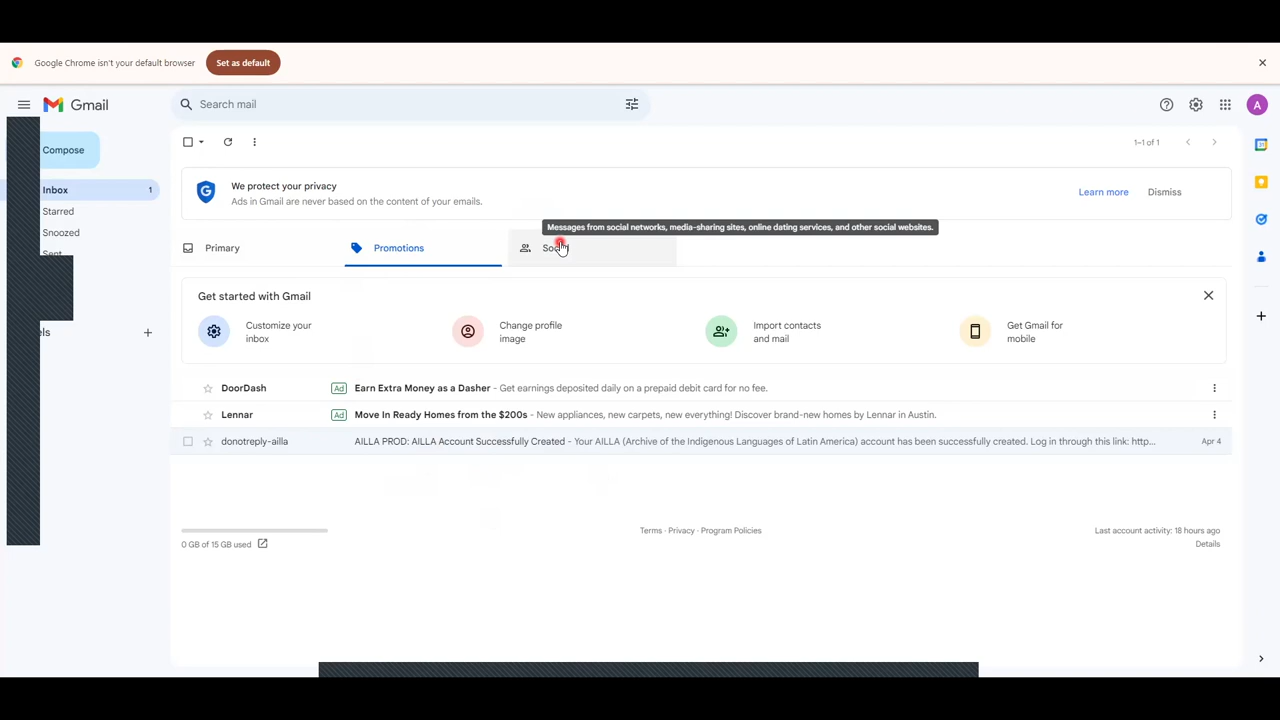 Google Chrome isn't your default browser Set as default
Gmail
Search mail
A
Compose
1–1 of 1
We protect your privacy
Ads in Gmail are never based on the content of your emails.
Learn more Dismiss
Inbox 1
Starred
Snoozed
Messages from social networks, media-sharing sites, online dating services, and other social websites.
Primary
Promotions
Get started with Gmail
Customize your
inbox
Change profile
image
Import contacts
and mail
Get Gmail for
mobile
DoorDash Ad Earn Extra Money as a Dasher - Get earnings deposited daily on a prepaid debit card for no fee.
Lennar Ad Move In Ready Homes from the $200s - New appliances, new carpets, new everything! Discover brand-new homes by Lennar in Austin.
donotreply-ailla AILLA PROD: AILLA Account Successfully Created - Your AILLA (Archive of the Indigenous Languages of Latin America) account has been successfully created. Log in through this link: http... Apr 4
0 GB of 15 GB used
Terms · Privacy · Program Policies
Last account activity: 18 hours ago
Details